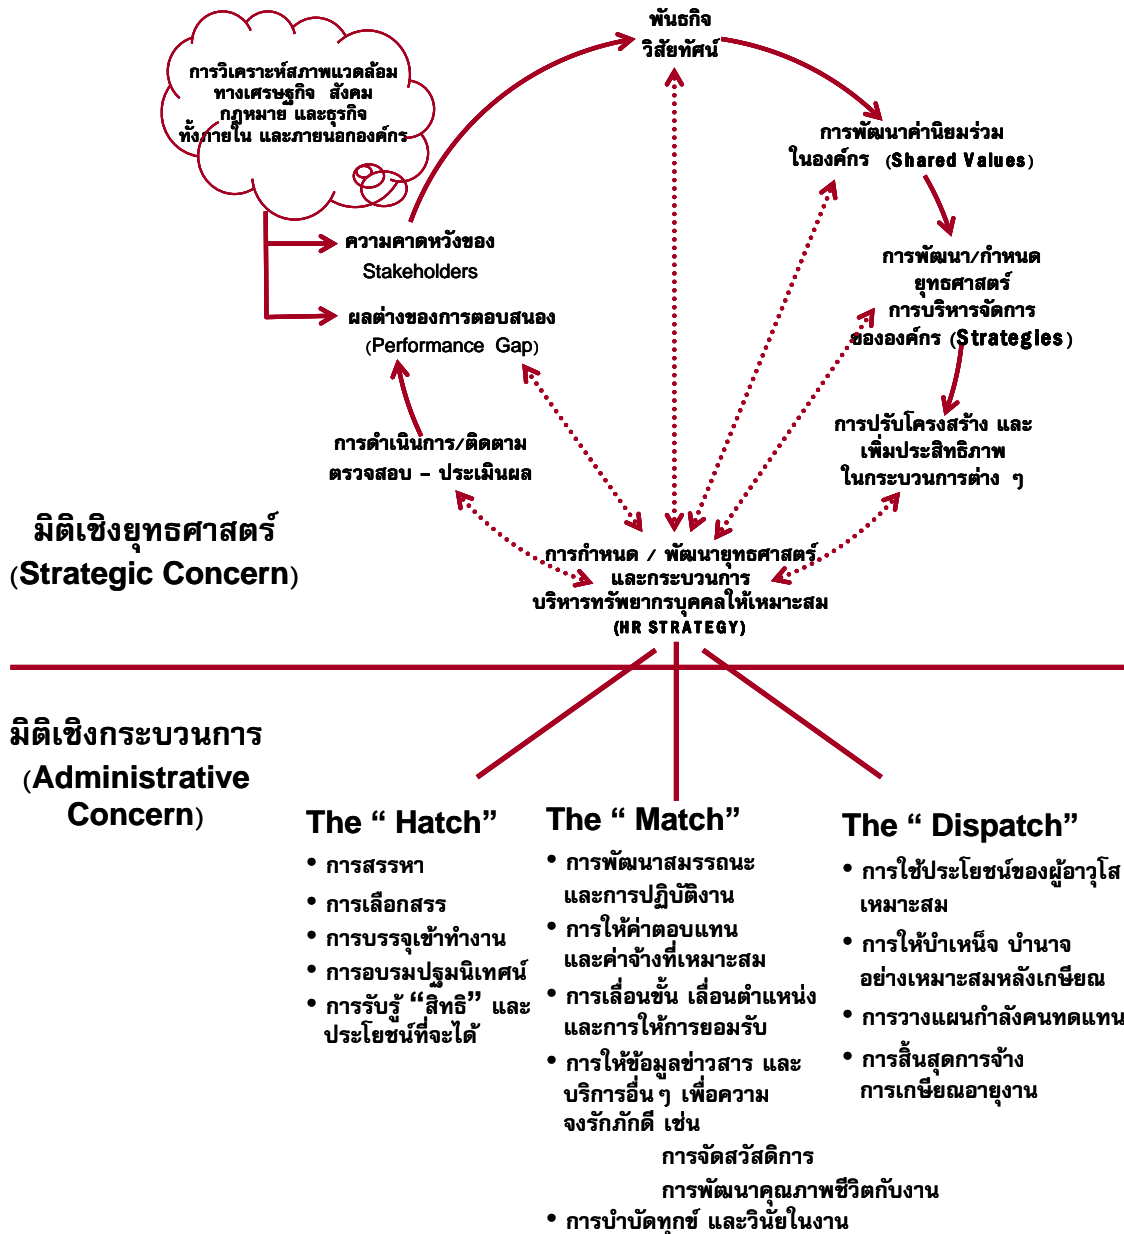 พันธกิจ
วิสัยทัศน์
การวิเคราะห์สภาพแวดล้อม
ทางเศรษฐกิจ สังคม
กฎหมาย และธุรกิจ
ทั้งภายใน และภายนอกองค์กร
การพัฒนาค่านิยมร่วม
ในองค์กร (Shared Values)
ความคาดหวังของ
Stakeholders
การพัฒนา/กำหนด
ยุทธศาสตร์
การบริหารจัดการ
ขององค์กร (Strategies)
ผลต่างของการตอบสนอง
(Performance Gap)
การปรับโครงสร้าง และ
เพิ่มประสิทธิภาพ
ในกระบวนการต่าง ๆ
การดำเนินการ/ติดตาม
ตรวจสอบ – ประเมินผล
มิติเชิงยุทธศาสตร์
(Strategic Concern)
การกำหนด / พัฒนายุทธศาสตร์
และกระบวนการ
บริหารทรัพยากรบุคคลให้เหมาะสม
(HR STRATEGY)
มิติเชิงกระบวนการ
(Administrative
Concern)
The “ Hatch”
• การสรรหา
• การเลือกสรร
• การบรรจุเข้าทำงาน
• การอบรมปฐมนิเทศน์
• การรับรู้ “สิทธิ” และ
ประโยชน์ที่จะได้
The “ Match”
• การพัฒนาสมรรถนะ
และการปฏิบัติงาน
• การให้ค่าตอบแทน
และค่าจ้างที่เหมาะสม
• การเลื่อนขั้น เลื่อนตำแหน่ง
และการให้การยอมรับ
• การให้ข้อมูลข่าวสาร และ
บริการอื่น ๆ เพื่อความ
จงรักภักดี เช่น
การจัดสวัสดิการ
การพัฒนาคุณภาพชีวิตกับงาน
• การบำบัดทุกข์ และวินัยในงาน
The “ Dispatch”
• การใช้ประโยชน์ของผู้อาวุโส
เหมาะสม
• การให้บำเหน็จ บำนาจ
อย่างเหมาะสมหลังเกษียณ
• การวางแผนกำลังคนทดแทน
• การสิ้นสุดการจ้าง
การเกษียณอายุงาน